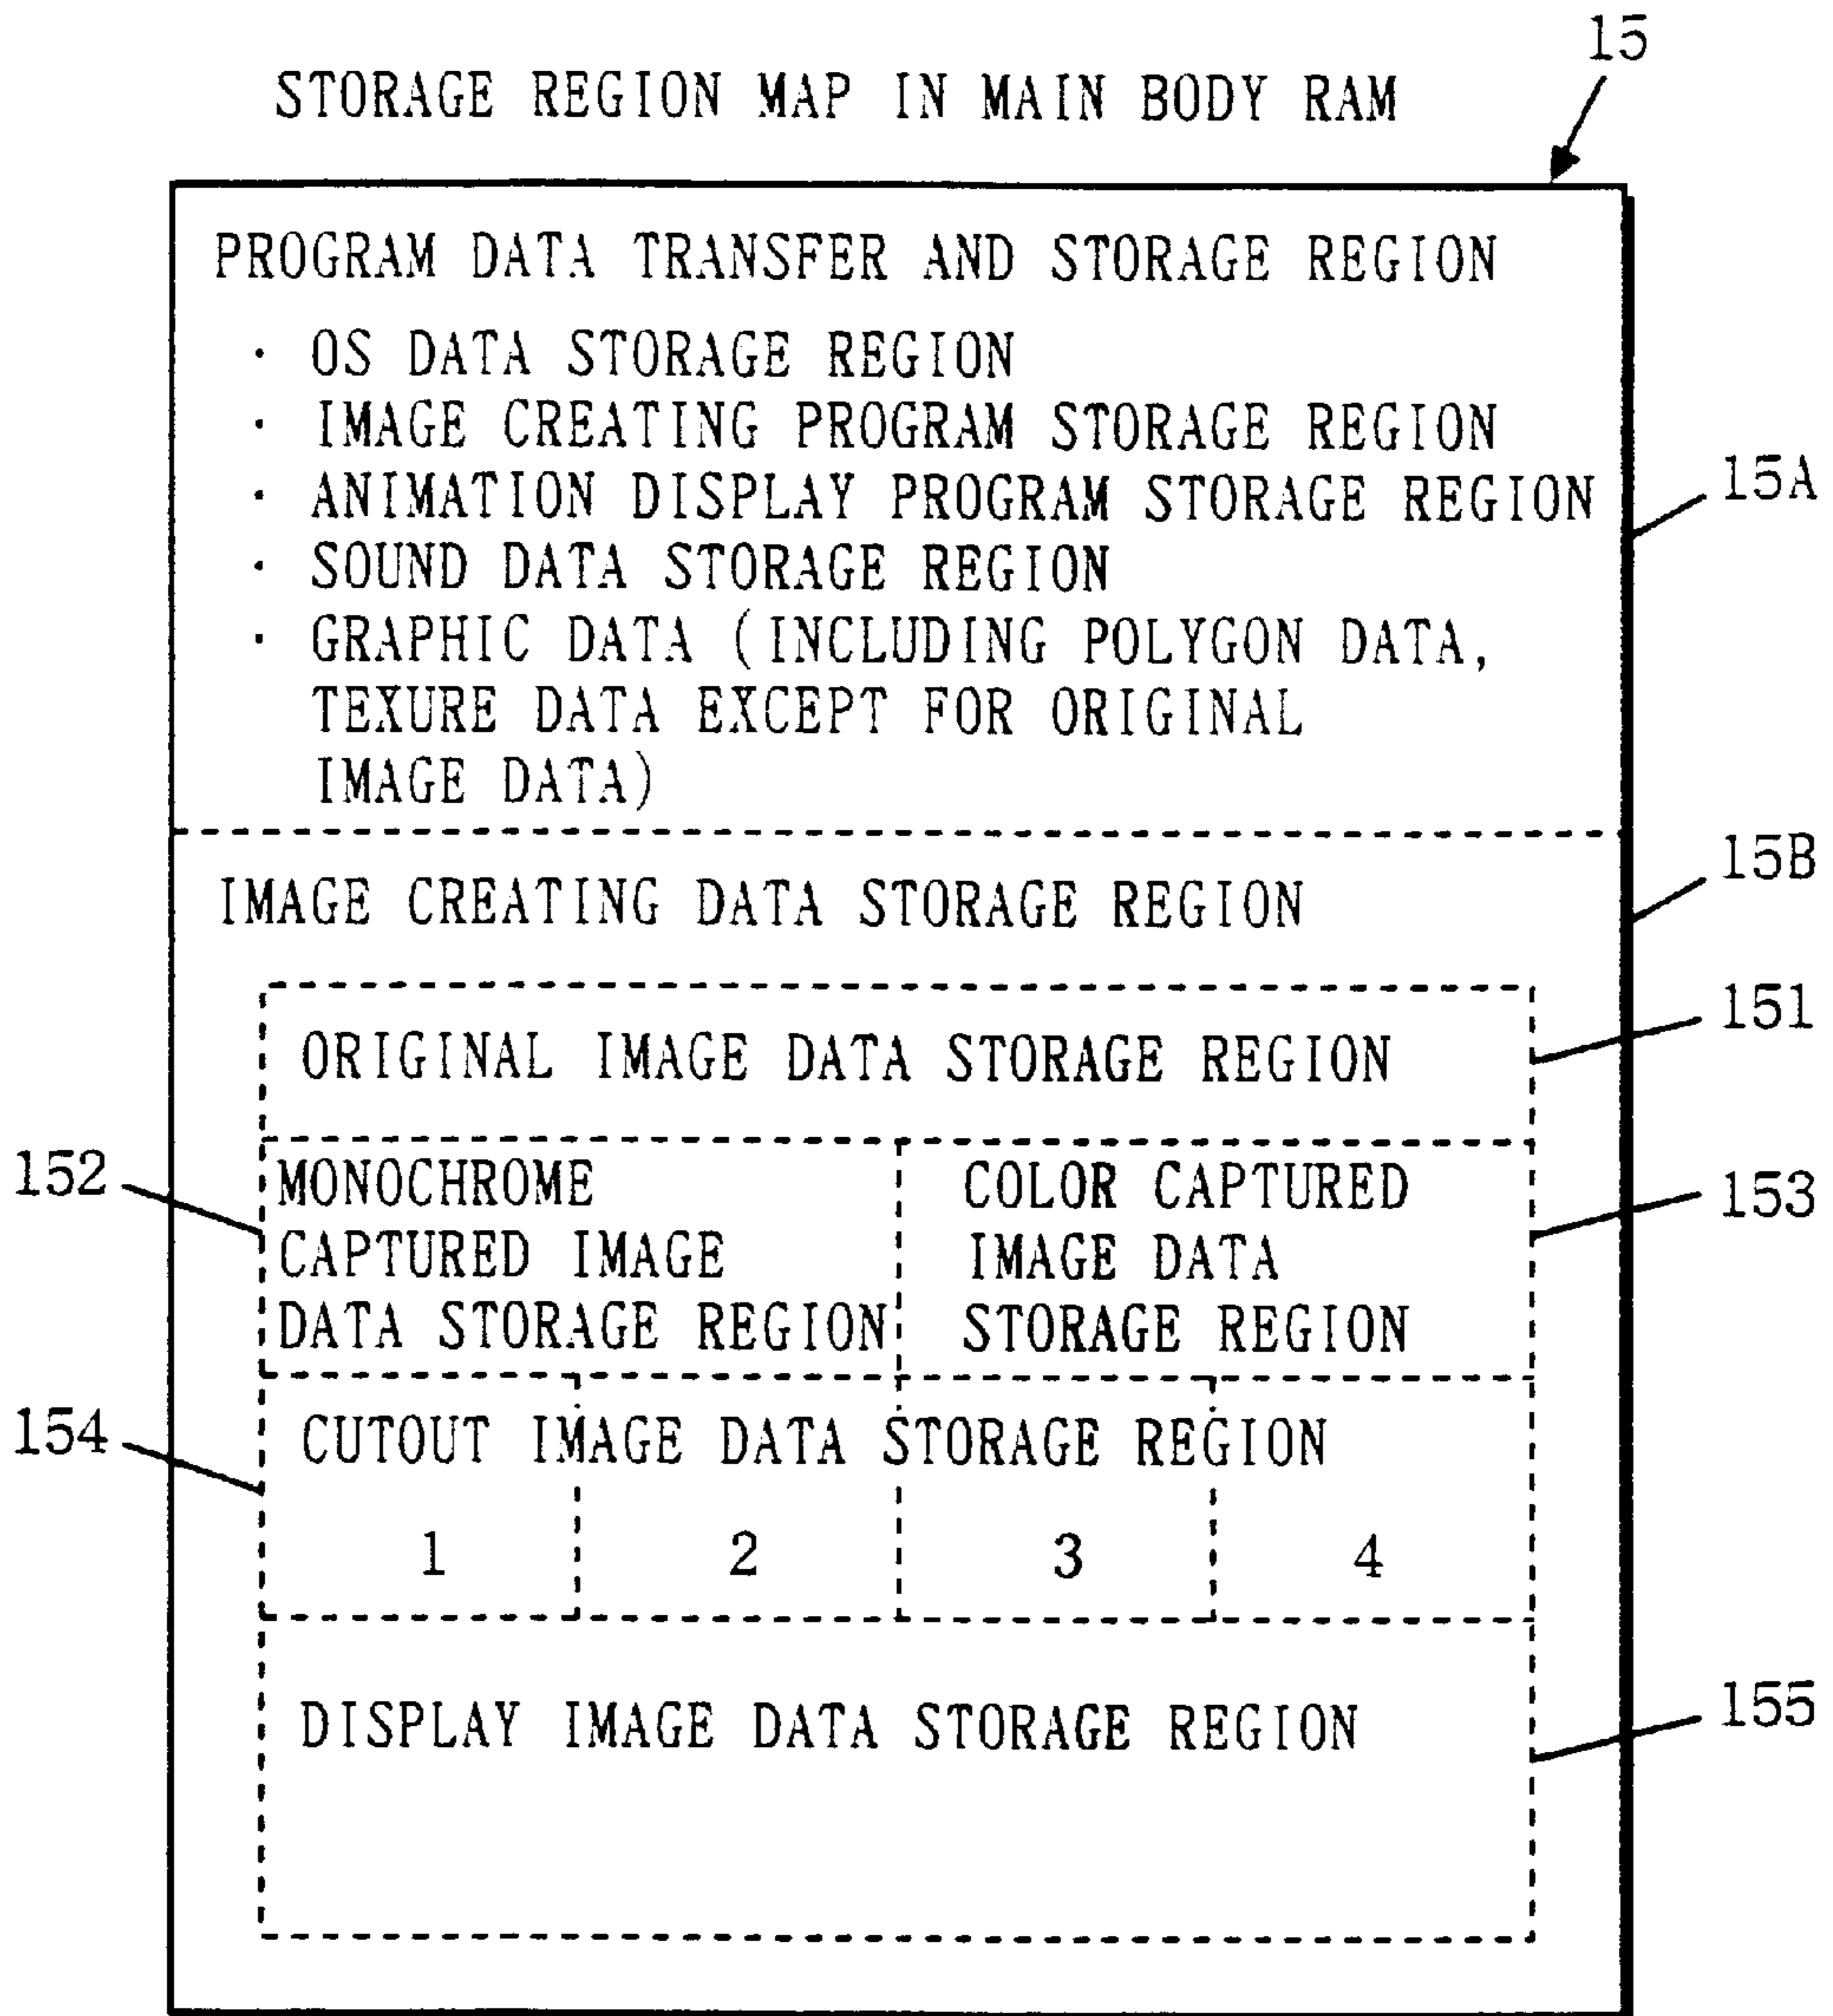 15
STORAGE REGION MAP IN MAIN BODY RAM
PROGRAM DATA TRANSFER AND STORAGE REGION
· OS DATA STORAGE REGION
· IMAGE CREATING PROGRAM STORAGE REGION
· ANIMATION DISPLAY PROGRAM STORAGE REGION
15A
· SOUND DATA STORAGE REGION
· GRAPHIC DATA (INCLUDING POLYGON DATA,
TEXURE DATA EXCEPT FOR ORIGINAL
IMAGE DATA)
15B
IMAGE CREATING DATA STORAGE REGION
151
ORIGINAL IMAGE DATA STORAGE REGION
152
MONOCHROME
CAPTURED IMAGE
DATA STORAGE REGION
COLOR CAPTURED
IMAGE DATA
STORAGE REGION
153
154
CUTOUT IMAGE DATA STORAGE REGION
1 2 3 4
DISPLAY IMAGE DATA STORAGE REGION
155